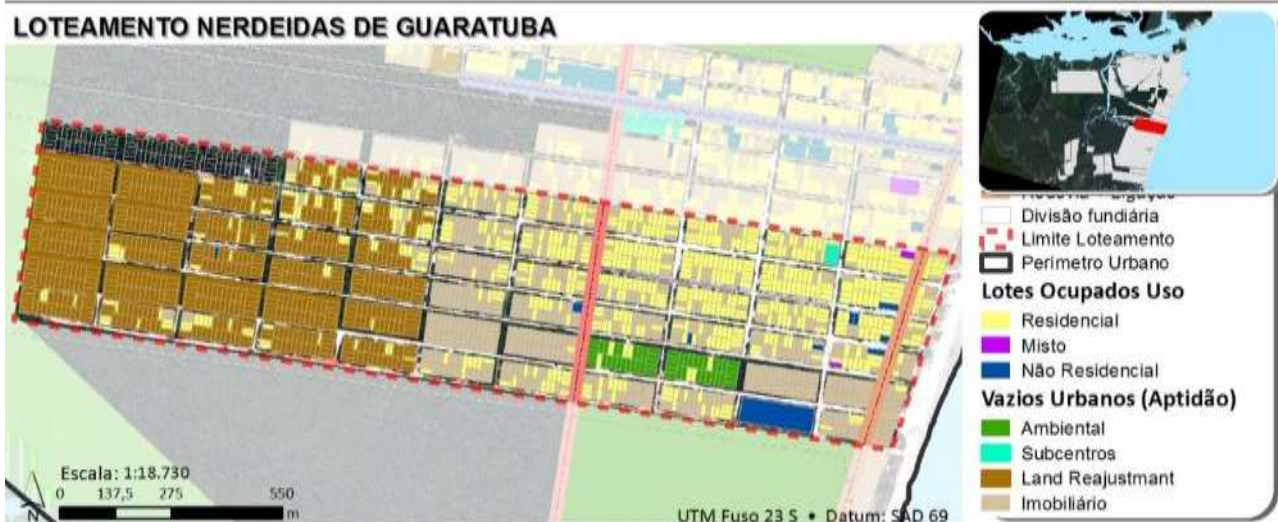 LOTEAMENTO NERDEIDAS DE GUARATUBA
Divisão fundiária
Limite Loteamento
Perímetro Urbano
Lotes Ocupados Uso
Residencial
Misto
Não Residencial
Vazios Urbanos (Aptidão)
Ambiental
Subcentros
Land Reajustmant
Imobiliário
Escala: 1:18.730
0 137,5 275 550
m
N
UTM Fuso 23 S • Datum: SAD 69